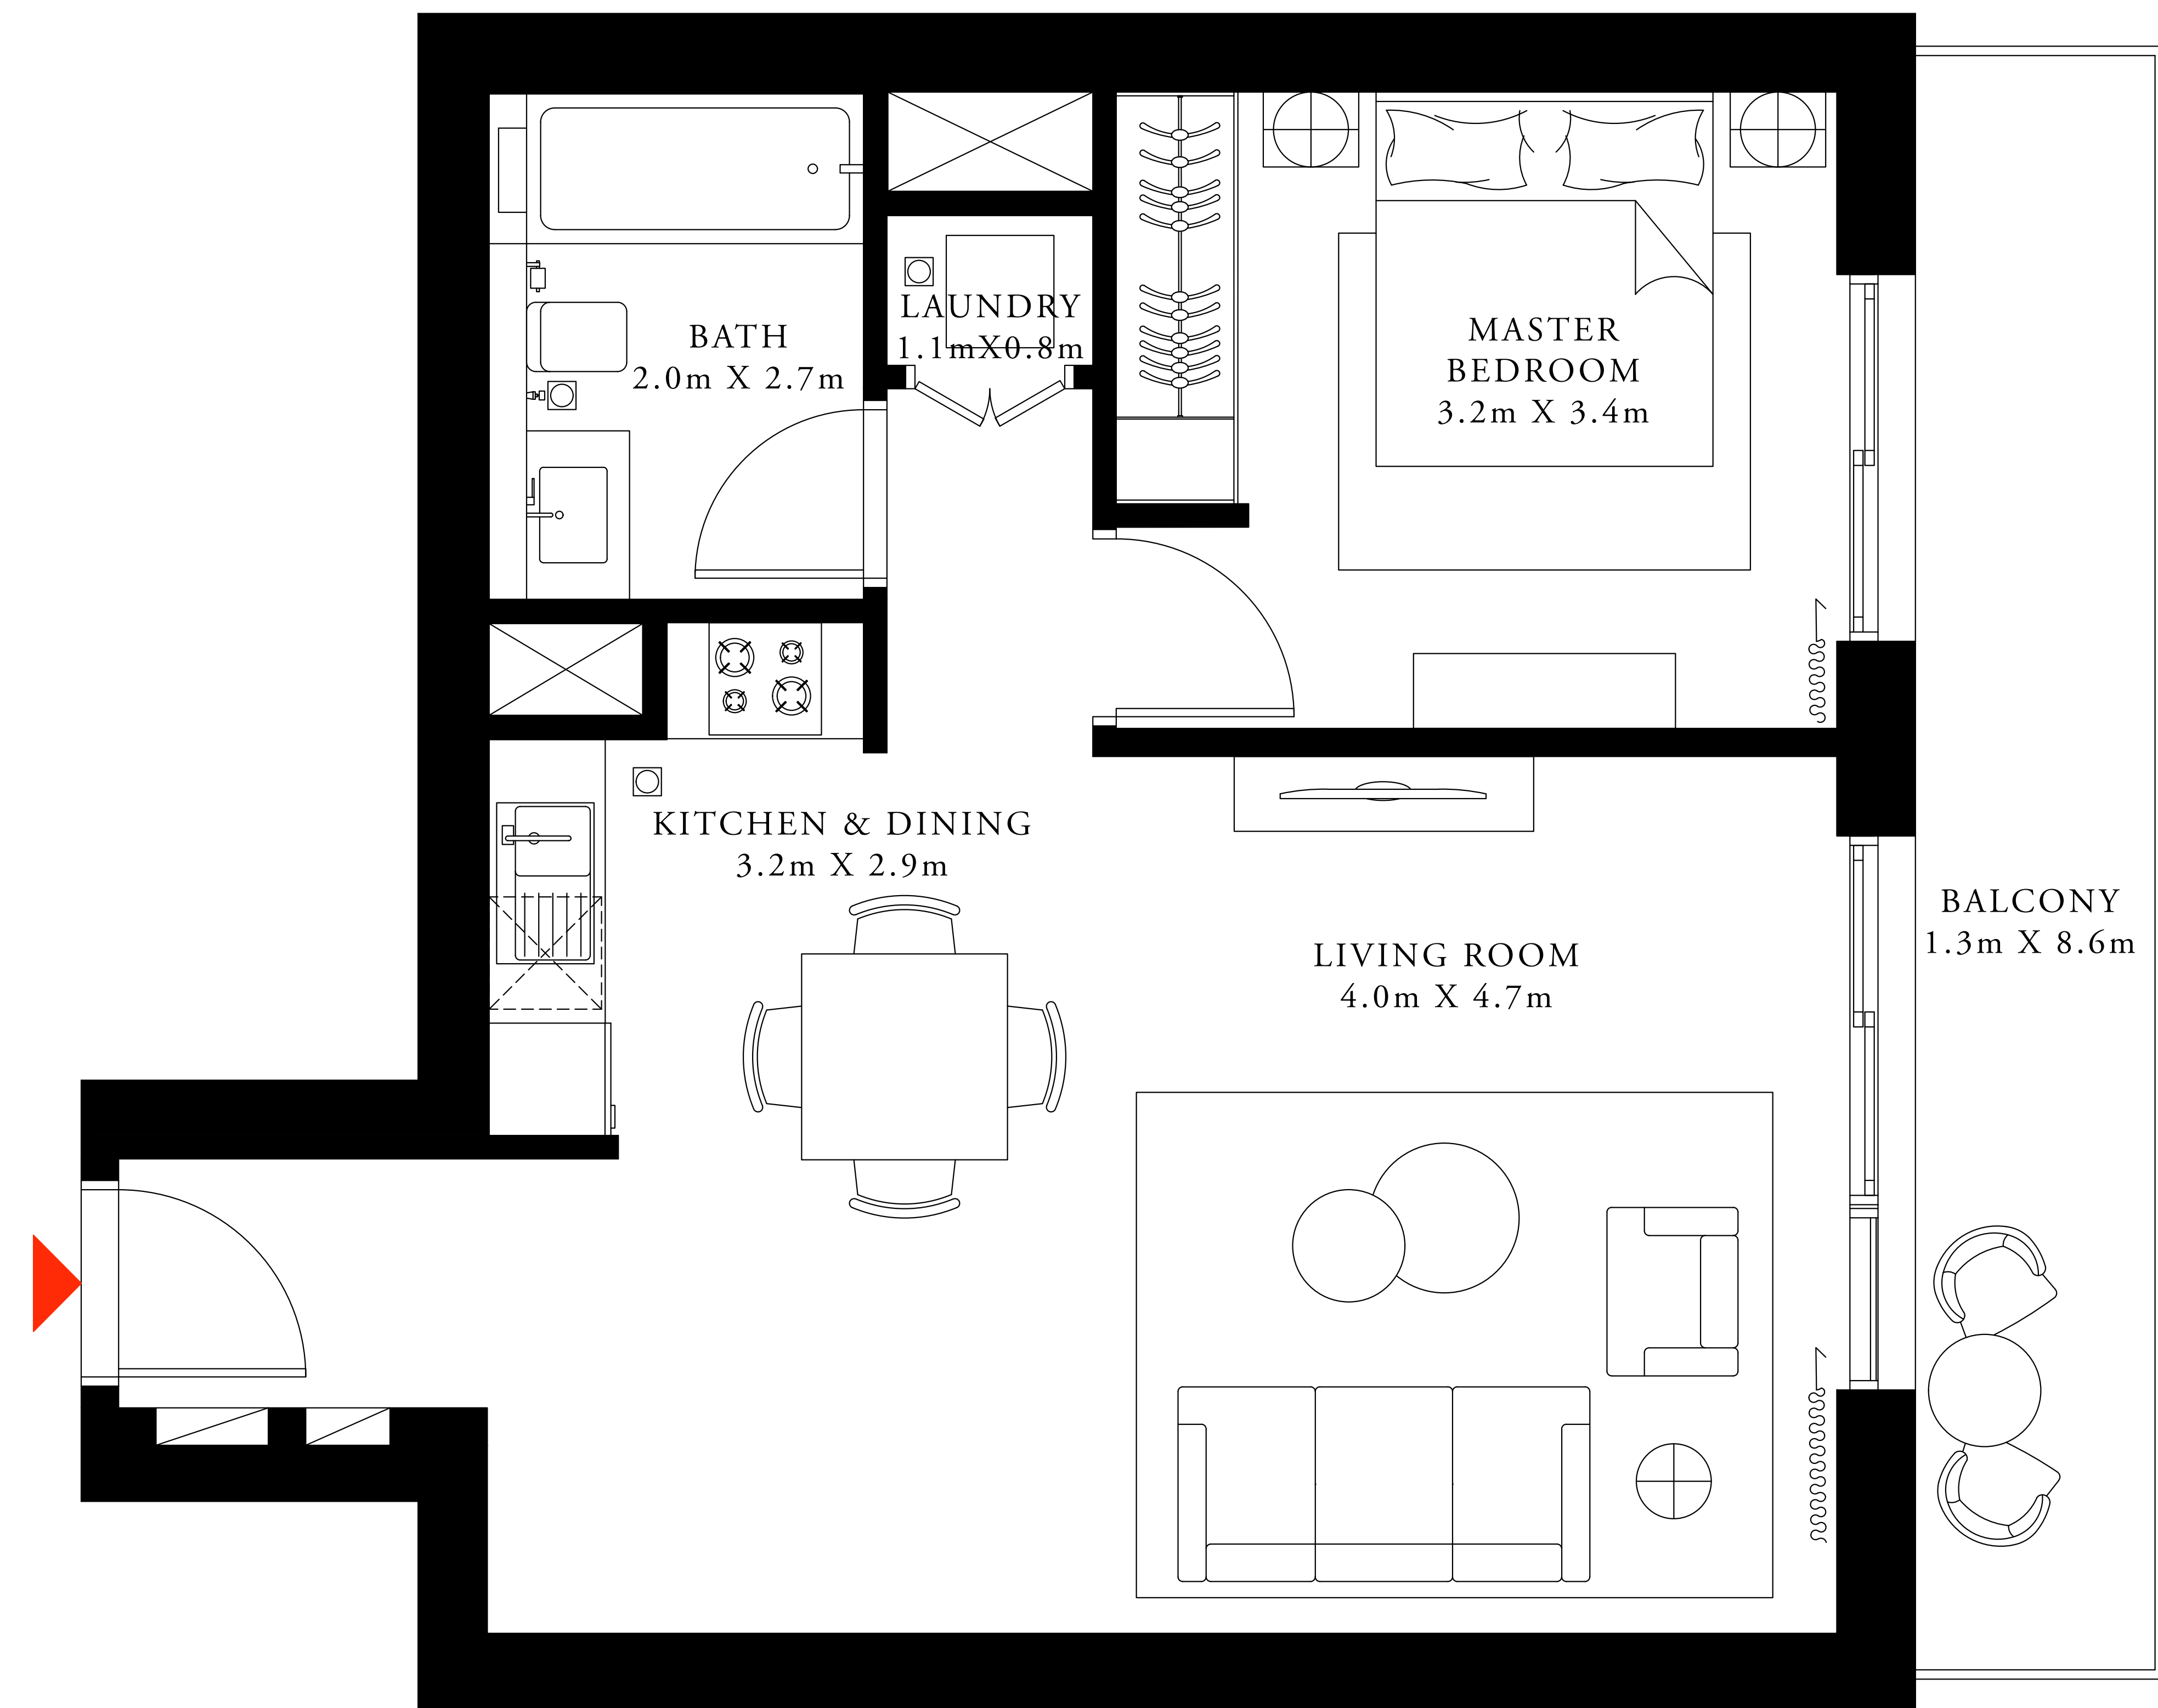 LAUNDRY
1.1mX0.8m
BATH
2.0m X 2.7m
MASTER
BEDROOM
3.2m X 3.4m
KITCHEN & DINING
3.2m X 2.9m
LIVING ROOM
4.0m X 4.7m
BALCONY
1.3m X 8.6m